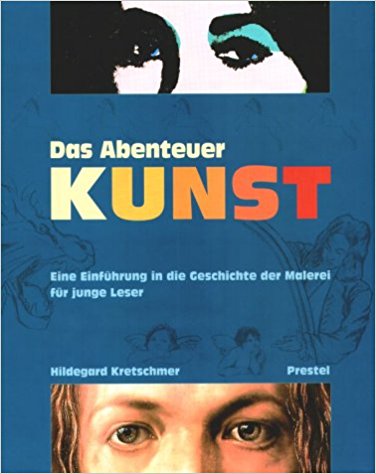 Das Abenteuer
KUNST
Eine Einführung in die Geschichte der Malerei
für junge Leser
Hildegard Kretschmer
Prestel